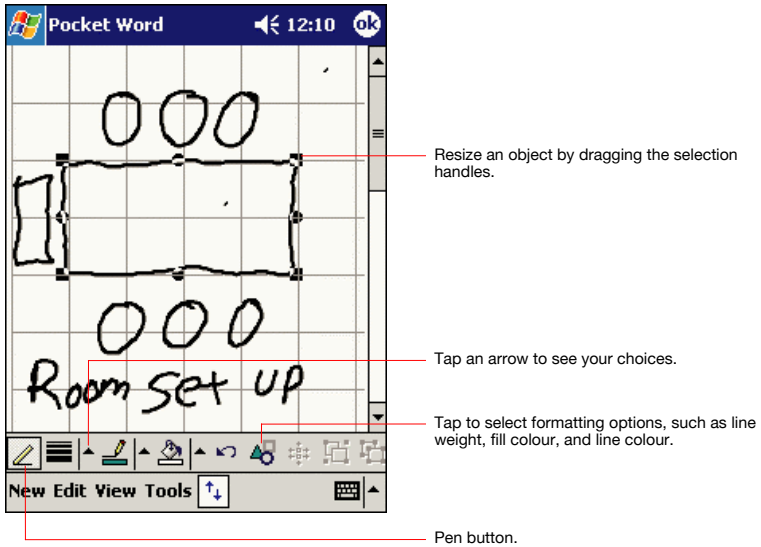 Pocket Word 12:10 ok
Resize an object by dragging the selection
handles.
Room Set UP
Tap an arrow to see your choices.
Tap to select formatting options, such as line
weight, fill colour, and line colour.
New Edit View Tools
Pen button.